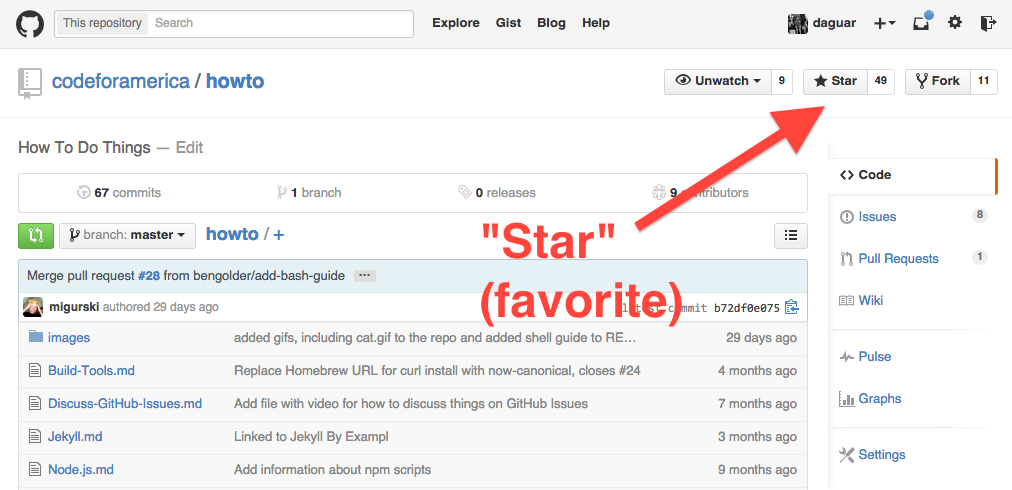 This repository Search Explore Gist Blog Help daguar
codeforamerica / howto Unwatch 9 Star 49 Fork 11
How To Do Things — Edit
67 commits 1 branch 0 releases 9 contributors
Code
Issues 8
Pull Requests 1
Wiki
Pulse
Graphs
Settings
branch: master howto / +
"Star"
(favorite)
Merge pull request #28 from bengolder/add-bash-guide ...
migurski authored 29 days ago latest commit b72df0e075
images added gifs, including cat.gif to the repo and added shell guide to RE… 29 days ago
Build-Tools.md Replace Homebrew URL for curl install with now-canonical, closes #24 4 months ago
Discuss-GitHub-Issues.md Add file with video for how to discuss things on GitHub Issues 7 months ago
Jekyll.md Linked to Jekyll By Exampl 3 months ago
Node.js.md Add information about npm scripts 9 months ago